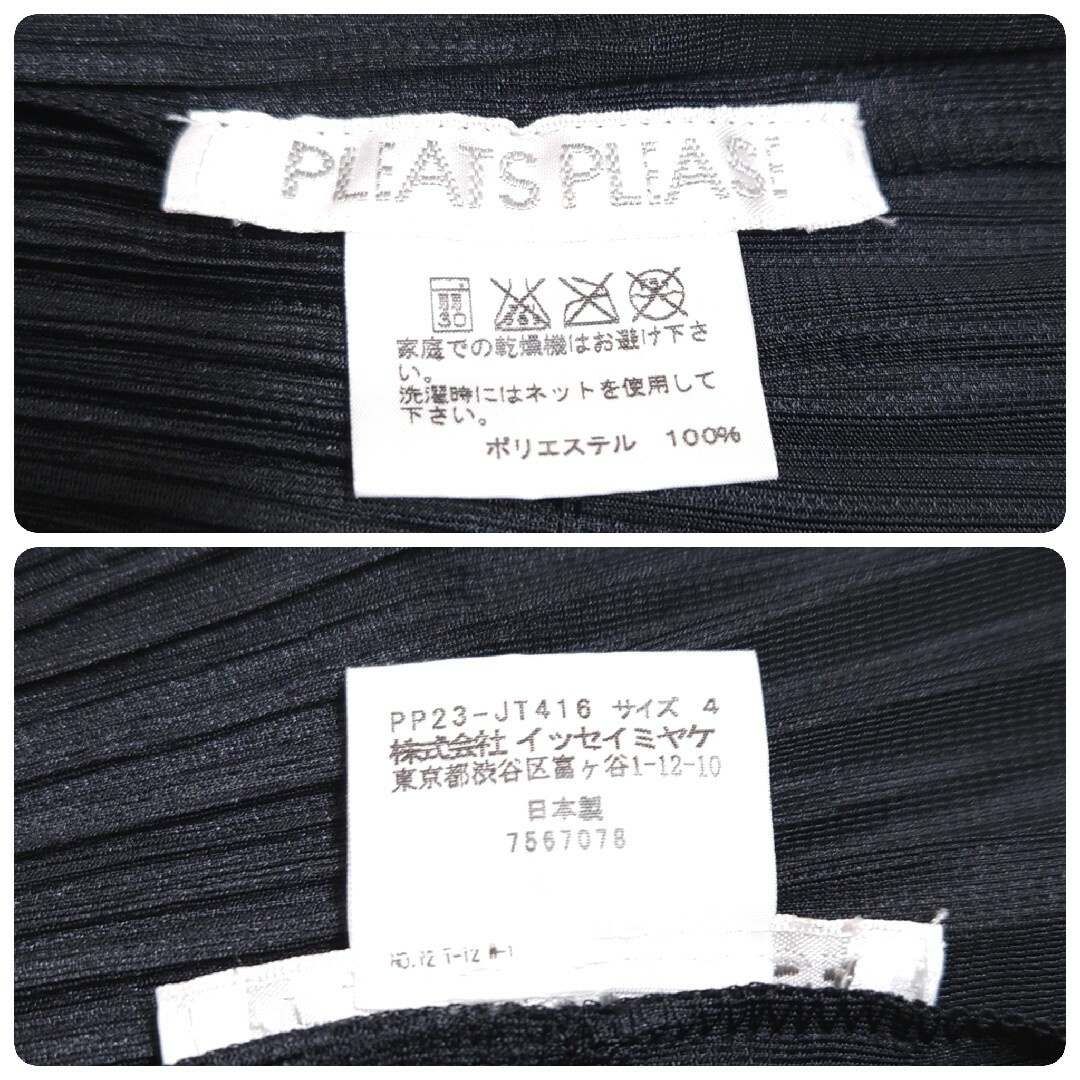 PLEATS PLEASE
30
家庭での乾燥機はお避け下さ
い。
洗濯時にはネットを使用して
下さい。
ポリエステル 100%
PP23-JT416 サイズ 4
株式会社 イッセイミヤケ
東京都渋谷区富ヶ谷1-12-10
日本製
7567078